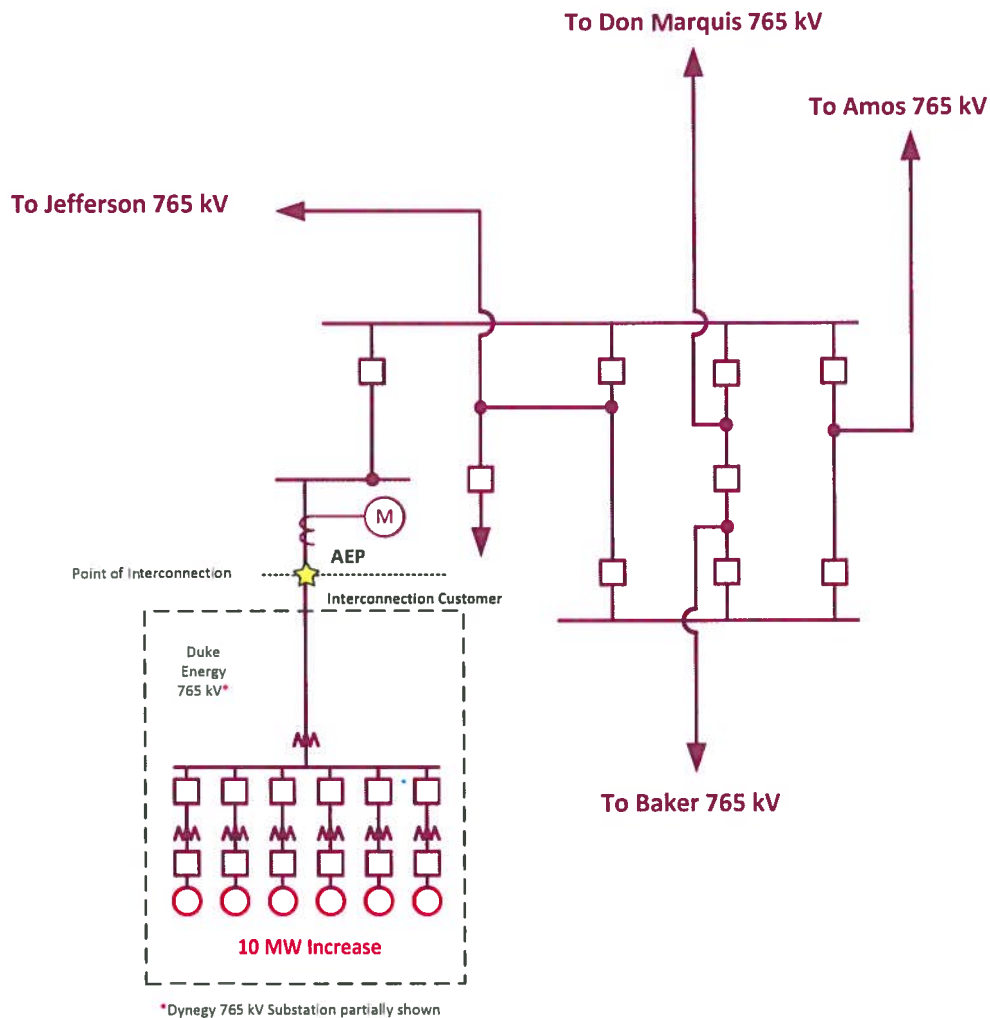 To Don Marquis 765 kV
To Amos 765 kV
To Jefferson 765 kV
M
AEP
Point of Interconnection
Interconnection Customer
Duke
Energy
765 kV*
To Baker 765 kV
10 MW Increase
*Dynegy 765 kV Substation partially shown